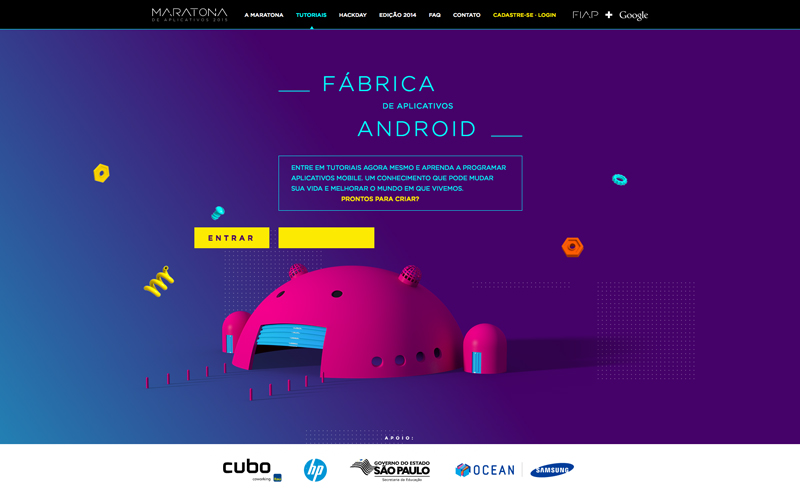 MARATONA
DE APLICATIVOS 2015
A MARATONA
TUTORIAIS
HACKDAY
EDIÇÃO 2014
FAQ
CONTATO
CADASTRE-SE - LOGIN
FIAP + Google
FÁBRICA
DE APLICATIVOS
ANDROID
ENTRE EM TUTORIAIS AGORA MESMO E APRENDA A PROGRAMAR
APLICATIVOS MOBILE. UM CONHECIMENTO QUE PODE MUDAR
SUA VIDA E MELHORAR O MUNDO EM QUE VIVEMOS.
PRONTOS PARA CRIAR?
ENTRAR
APOIO:
cubo
coworking
hp
GOVERNO DO ESTADO
SÃO PAULO
Secretaria da Educação
OCEAN
SAMSUNG